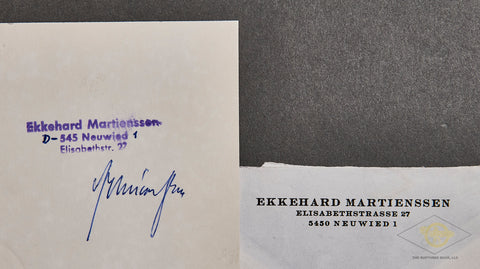 Ekkehard Martienssen
D-545 Neuwied 1
Elisabethstr. 27
EKKEHARD MARTIENSSEN
ELISABETHSTRASSE 27
5450 NEUWIED 1